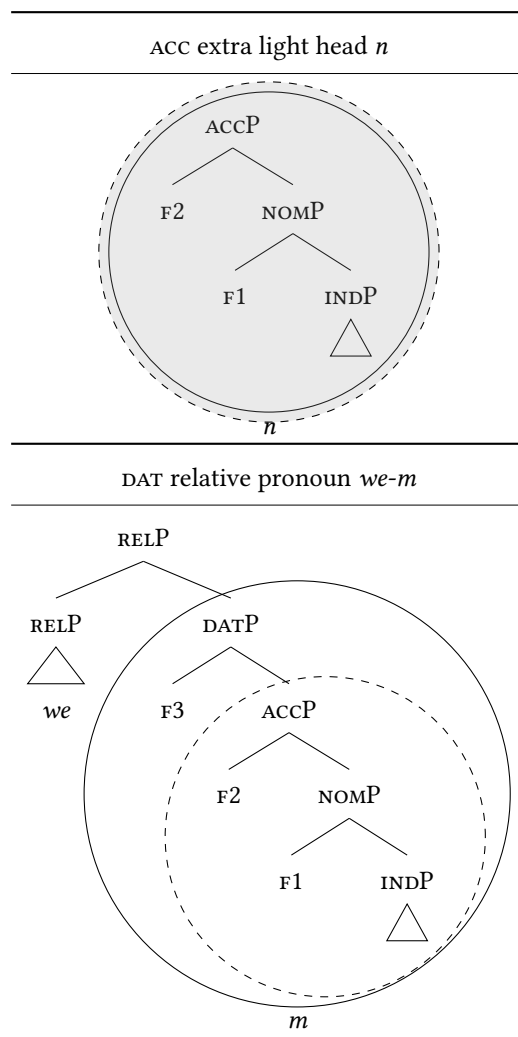 ACC extra light head n
ACCP
F2 NOMP
F1 INDP
n
DAT relative pronoun we-m
RELP
RELP DATP
we F3 ACCP
F2 NOMP
F1 INDP
m